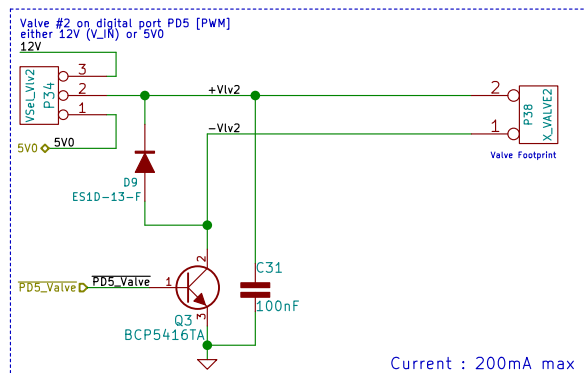 Valve #2 on digital port PD5 [PWM]
either 12V (V_IN) or 5V0
12V
VSel_Vlv2
P34
3
2
1
5V0
5V0
+Vlv2
-Vlv2
2
1
P38
X_VALVE2
Valve Footprint
D9
ES1D-13-F
2
PD5_Valve
PD5_Valve
1
3
Q3
BCP5416TA
C31
100nF
Current : 200mA max